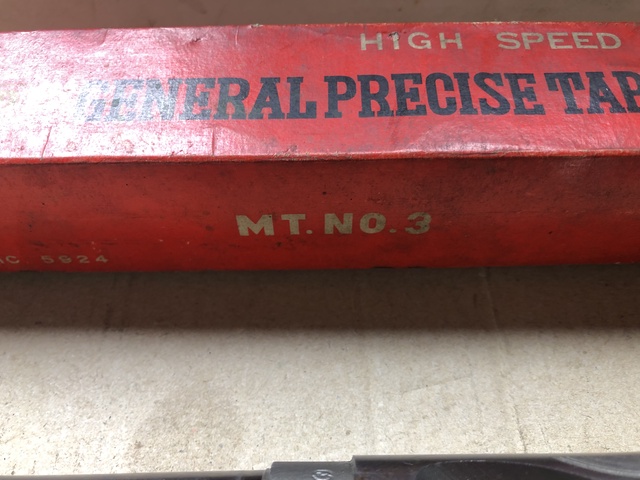 HIGH SPEED
GENERAL PRECISE TAP
MT. NO. 3
5924